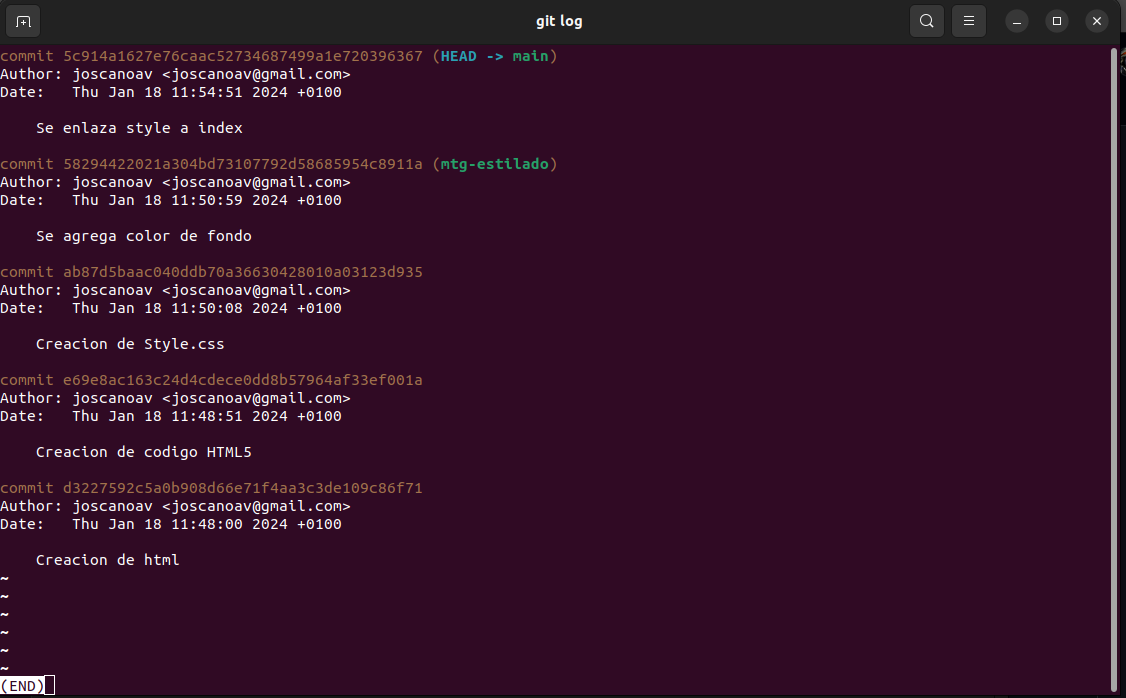 git log
commit 5c914a1627e76caac52734687499a1e720396367 (HEAD -> main)
Author: joscanoav <joscanoav@gmail.com>
Date:   Thu Jan 18 11:54:51 2024 +0100
Se enlaza style a index
commit 58294422021a304bd73107792d58685954c8911a (mtg-estilado)
Author: joscanoav <joscanoav@gmail.com>
Date:   Thu Jan 18 11:50:59 2024 +0100
Se agrega color de fondo
commit ab87d5baac040ddb70a36630428010a03123d935
Author: joscanoav <joscanoav@gmail.com>
Date:   Thu Jan 18 11:50:08 2024 +0100
Creacion de Style.css
commit e69e8ac163c24d4cdece0dd8b57964af33ef001a
Author: joscanoav <joscanoav@gmail.com>
Date:   Thu Jan 18 11:48:51 2024 +0100
Creacion de codigo HTML5
commit d3227592c5a0b908d66e71f4aa3c3de109c86f71
Author: joscanoav <joscanoav@gmail.com>
Date:   Thu Jan 18 11:48:00 2024 +0100
Creacion de html
~
~
~
~
~
~
(END)